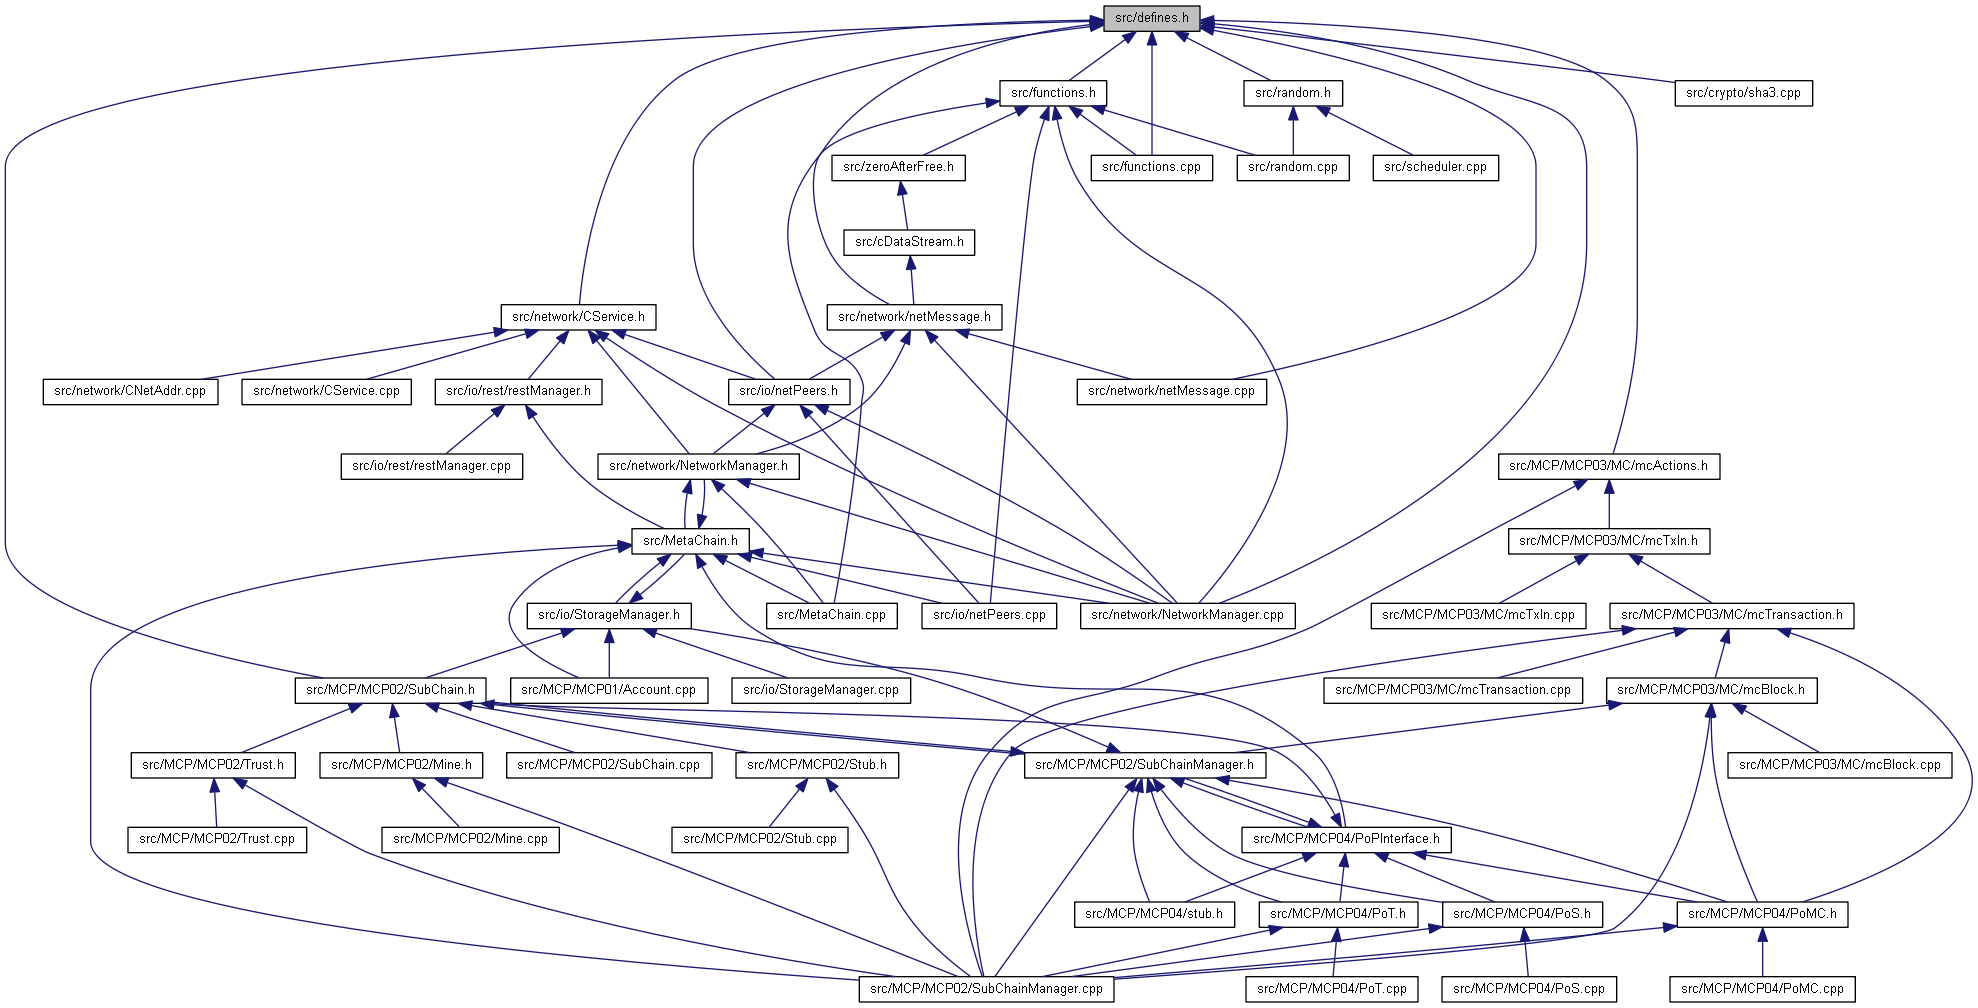 src/defines.h
src/functions.h
src/random.h
src/crypto/sha3.cpp
src/zeroAfterFree.h
src/functions.cpp
src/random.cpp
src/scheduler.cpp
src/cDataStream.h
src/network/CService.h
src/network/netMessage.h
src/network/CNetAddr.cpp
src/network/CService.cpp
src/io/rest/restManager.h
src/io/netPeers.h
src/network/netMessage.cpp
src/io/rest/restManager.cpp
src/network/NetworkManager.h
src/MCP/MCP03/MC/mcActions.h
src/MetaChain.h
src/MCP/MCP03/MC/mcTxIn.h
src/io/StorageManager.h
src/MetaChain.cpp
src/io/netPeers.cpp
src/network/NetworkManager.cpp
src/MCP/MCP03/MC/mcTxIn.cpp
src/MCP/MCP03/MC/mcTransaction.h
src/MCP/MCP02/SubChain.h
src/MCP/MCP01/Account.cpp
src/io/StorageManager.cpp
src/MCP/MCP03/MC/mcTransaction.cpp
src/MCP/MCP03/MC/mcBlock.h
src/MCP/MCP02/Trust.h
src/MCP/MCP02/Mine.h
src/MCP/MCP02/SubChain.cpp
src/MCP/MCP02/Stub.h
src/MCP/MCP02/SubChainManager.h
src/MCP/MCP03/MC/mcBlock.cpp
src/MCP/MCP02/Trust.cpp
src/MCP/MCP02/Mine.cpp
src/MCP/MCP02/Stub.cpp
src/MCP/MCP04/PoPInterface.h
src/MCP/MCP04/stub.h
src/MCP/MCP04/PoT.h
src/MCP/MCP04/PoS.h
src/MCP/MCP04/PoMC.h
src/MCP/MCP02/SubChainManager.cpp
src/MCP/MCP04/PoT.cpp
src/MCP/MCP04/PoS.cpp
src/MCP/MCP04/PoMC.cpp